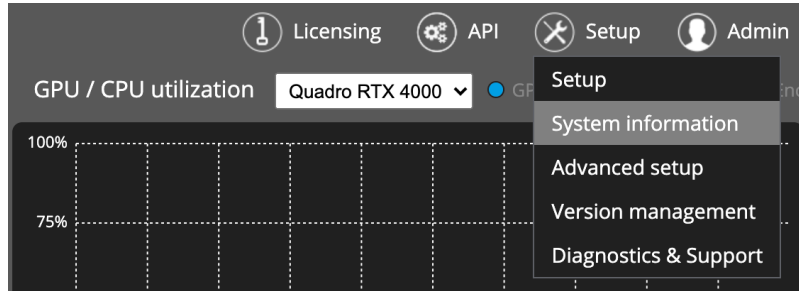 Licensing API Setup Admin
GPU / CPU utilization Quadro RTX 4000
Setup
System information
100%
Advanced setup
75%
Version management
Diagnostics & Support